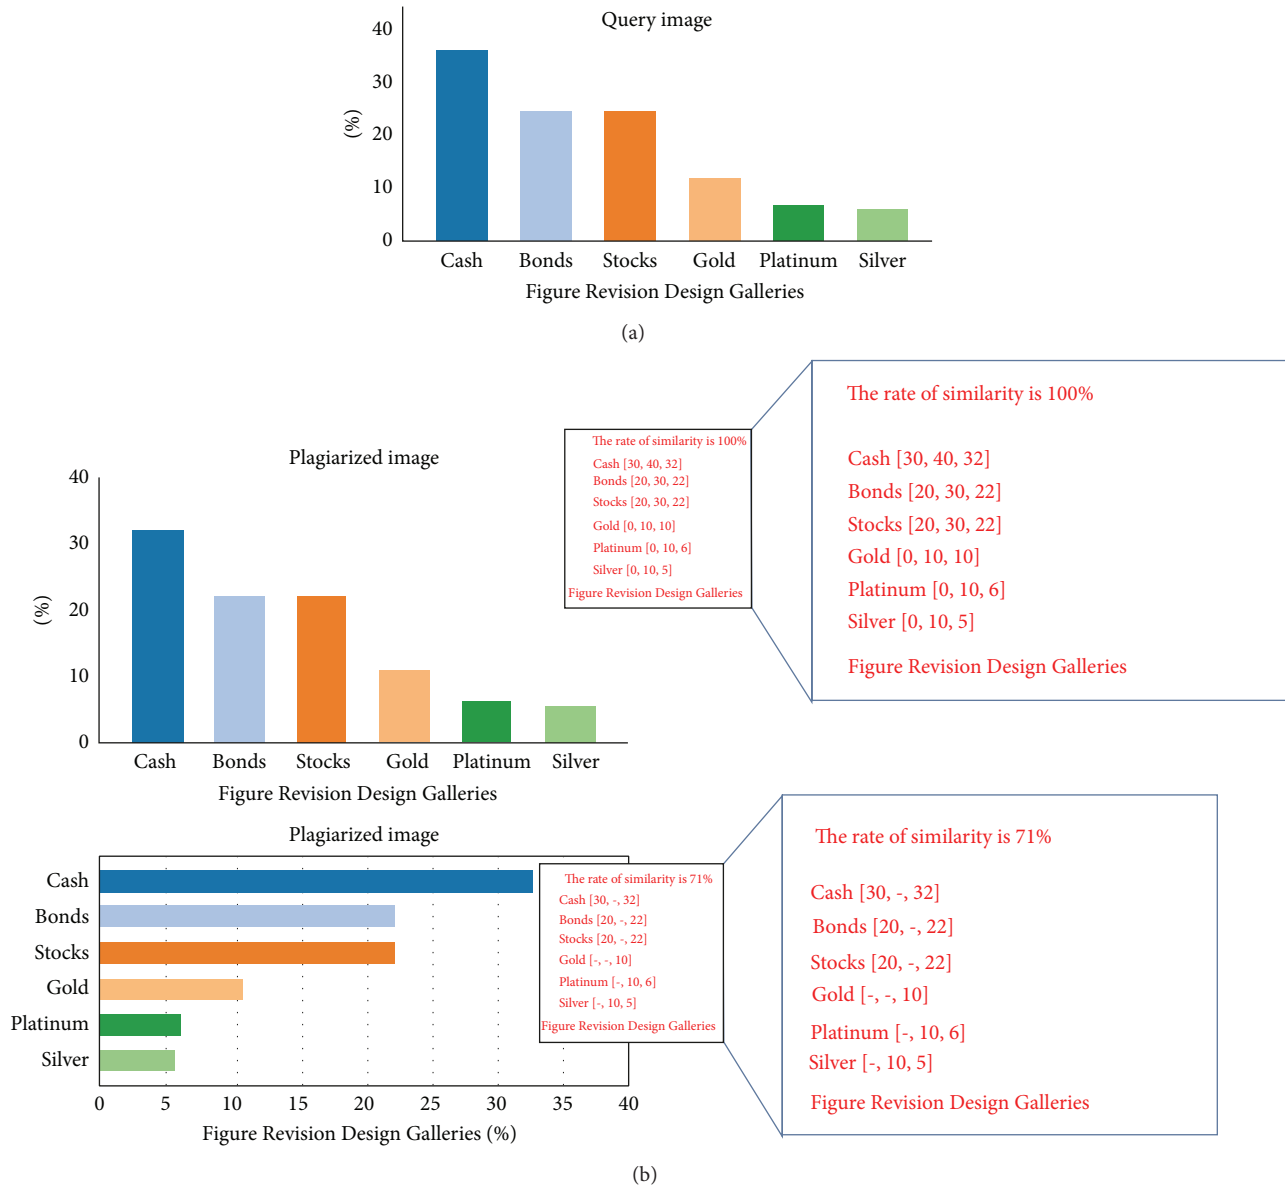 Query image
40
30
20
10
0
(%)
Cash Bonds Stocks Gold Platinum Silver
Figure Revision Design Galleries
(a)
Plagiarized image
40
30
20
10
0
(%)
Cash Bonds Stocks Gold Platinum Silver
Figure Revision Design Galleries
The rate of similarity is 100%
Cash [30, 40, 32]
Bonds [20, 30, 22]
Stocks [20, 30, 22]
Gold [0, 10, 10]
Platinum [0, 10, 6]
Silver [0, 10, 5]
Figure Revision Design Galleries
The rate of similarity is 100%
Cash [30, 40, 32]
Bonds [20, 30, 22]
Stocks [20, 30, 22]
Gold [0, 10, 10]
Platinum [0, 10, 6]
Silver [0, 10, 5]
Figure Revision Design Galleries
Plagiarized image
Cash
Bonds
Stocks
Gold
Platinum
Silver
0 5 10 15 20 25 30 35 40
Figure Revision Design Galleries (%)
The rate of similarity is 71%
Cash [30, -, 32]
Bonds [20, -, 22]
Stocks [20, -, 22]
Gold [-, -, 10]
Platinum [-, 10, 6]
Silver [-, 10, 5]
Figure Revision Design Galleries
The rate of similarity is 71%
Cash [30, -, 32]
Bonds [20, -, 22]
Stocks [20, -, 22]
Gold [-, -, 10]
Platinum [-, 10, 6]
Silver [-, 10, 5]
Figure Revision Design Galleries
(b)